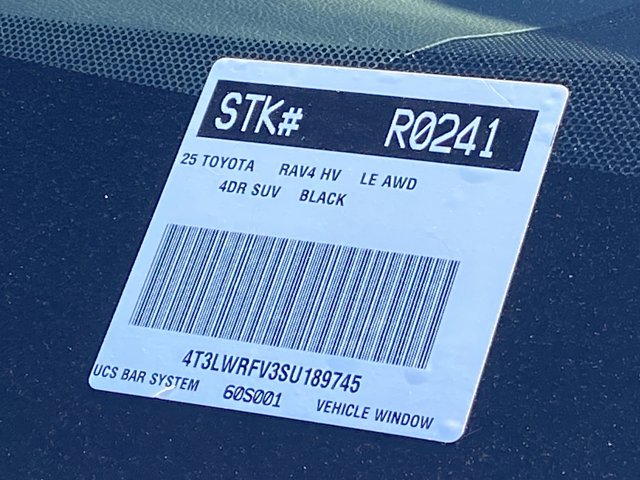 STK# R0241
25 TOYOTA RAV4 HV LE AWD
4DR SUV BLACK
4T3LWRFV3SU189745
UCS BAR SYSTEM 60S001 VEHICLE WINDOW